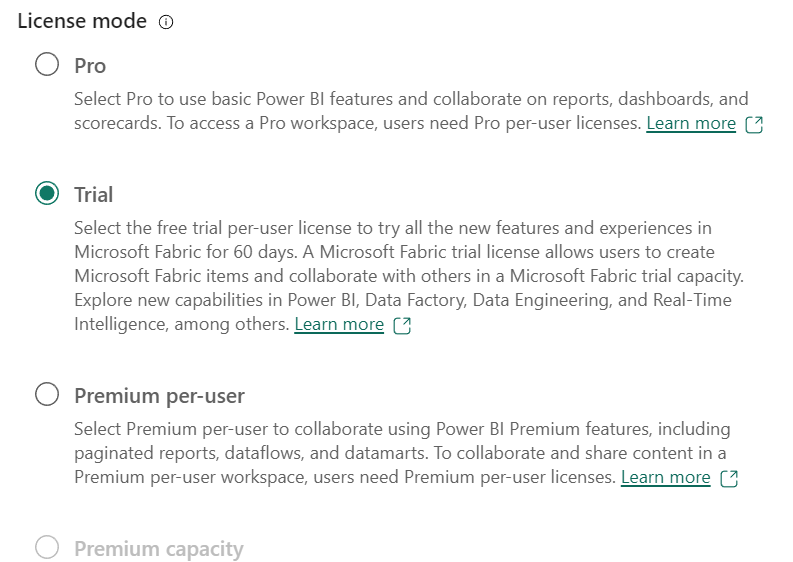 License mode
Pro
Select Pro to use basic Power BI features and collaborate on reports, dashboards, and
scorecards. To access a Pro workspace, users need Pro per-user licenses. Learn more
Trial
Select the free trial per-user license to try all the new features and experiences in
Microsoft Fabric for 60 days. A Microsoft Fabric trial license allows users to create
Microsoft Fabric items and collaborate with others in a Microsoft Fabric trial capacity.
Explore new capabilities in Power BI, Data Factory, Data Engineering, and Real-Time
Intelligence, among others. Learn more
Premium per-user
Select Premium per-user to collaborate using Power BI Premium features, including
paginated reports, dataflows, and datamarts. To collaborate and share content in a
Premium per-user workspace, users need Premium per-user licenses. Learn more
Premium capacity